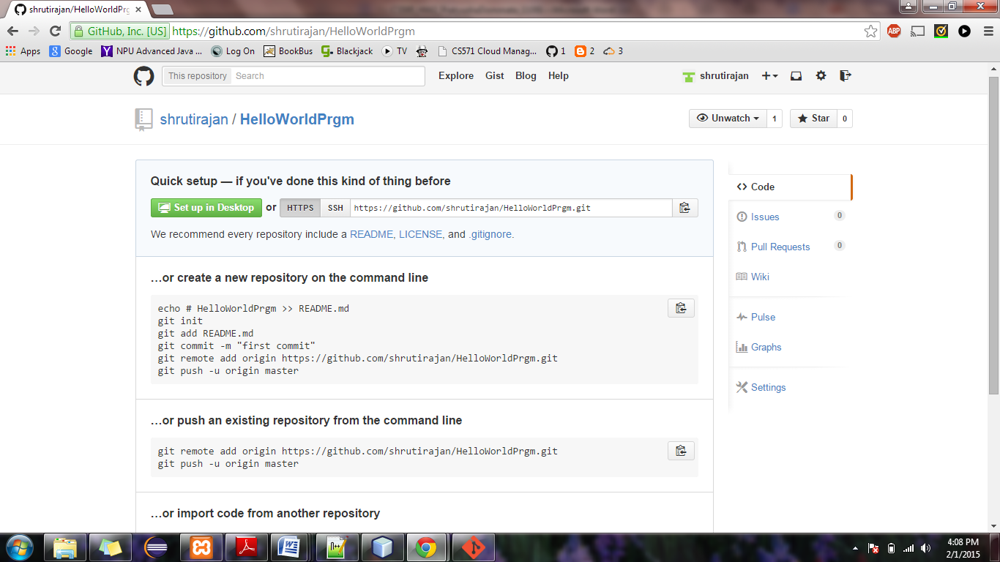 shrutirajan/HelloWorldPrg
GitHub, Inc. [US] https://github.com/shrutirajan/HelloWorldPrgm
ABP
Apps Google NPU Advanced Java ... Log On BookBus Blackjack TV CS571 Cloud Manag... 1 2 3
This repository Search Explore Gist Blog Help shrutirajan
shrutirajan / HelloWorldPrgm Unwatch 1 Star 0
Quick setup — if you've done this kind of thing before
Set up in Desktop or HTTPS SSH https://github.com/shrutirajan/HelloWorldPrgm.git
We recommend every repository include a README, LICENSE, and .gitignore.
…or create a new repository on the command line
echo # HelloWorldPrgm >> README.md
git init
git add README.md
git commit -m "first commit"
git remote add origin https://github.com/shrutirajan/HelloWorldPrgm.git
git push -u origin master
…or push an existing repository from the command line
git remote add origin https://github.com/shrutirajan/HelloWorldPrgm.git
git push -u origin master
…or import code from another repository
Code
Issues 0
Pull Requests 0
Wiki
Pulse
Graphs
Settings
4:08 PM
2/1/2015